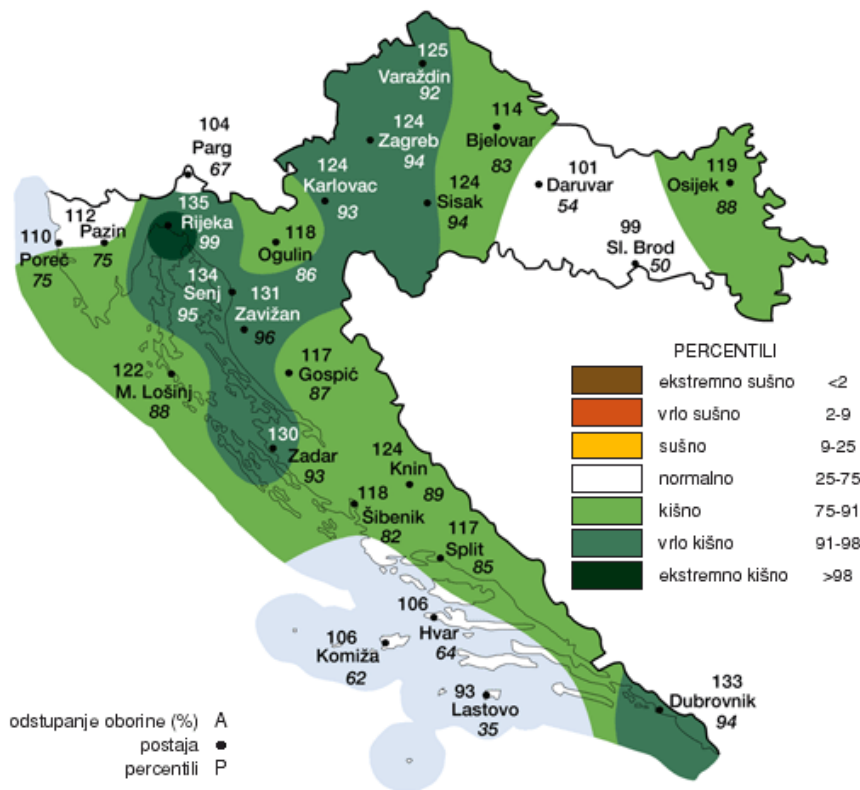 125
Varaždin
92
114
Bjelovar
83
124
Zagreb
94
104
Parg
67
124
Karlovac
93
124
Sisak
94
101
Daruvar
54
119
Osijek
88
99
Sl. Brod
50
135
Rijeka
99
112
Pazin
75
110
Poreč
75
118
Ogulin
86
134
Senj
95
131
Zavižan
96
122
M. Lošinj
88
117
Gospić
87
130
Zadar
93
124
Knin
89
118
Šibenik
82
117
Split
85
106
Hvar
64
106
Komiža
62
93
Lastovo
35
133
Dubrovnik
94
PERCENTILI
ekstremno sušno <2
vrlo sušno 2-9
sušno 9-25
normalno 25-75
kišno 75-91
vrlo kišno 91-98
ekstremno kišno >98
odstupanje oborine (%) A
postaja ●
percentili P